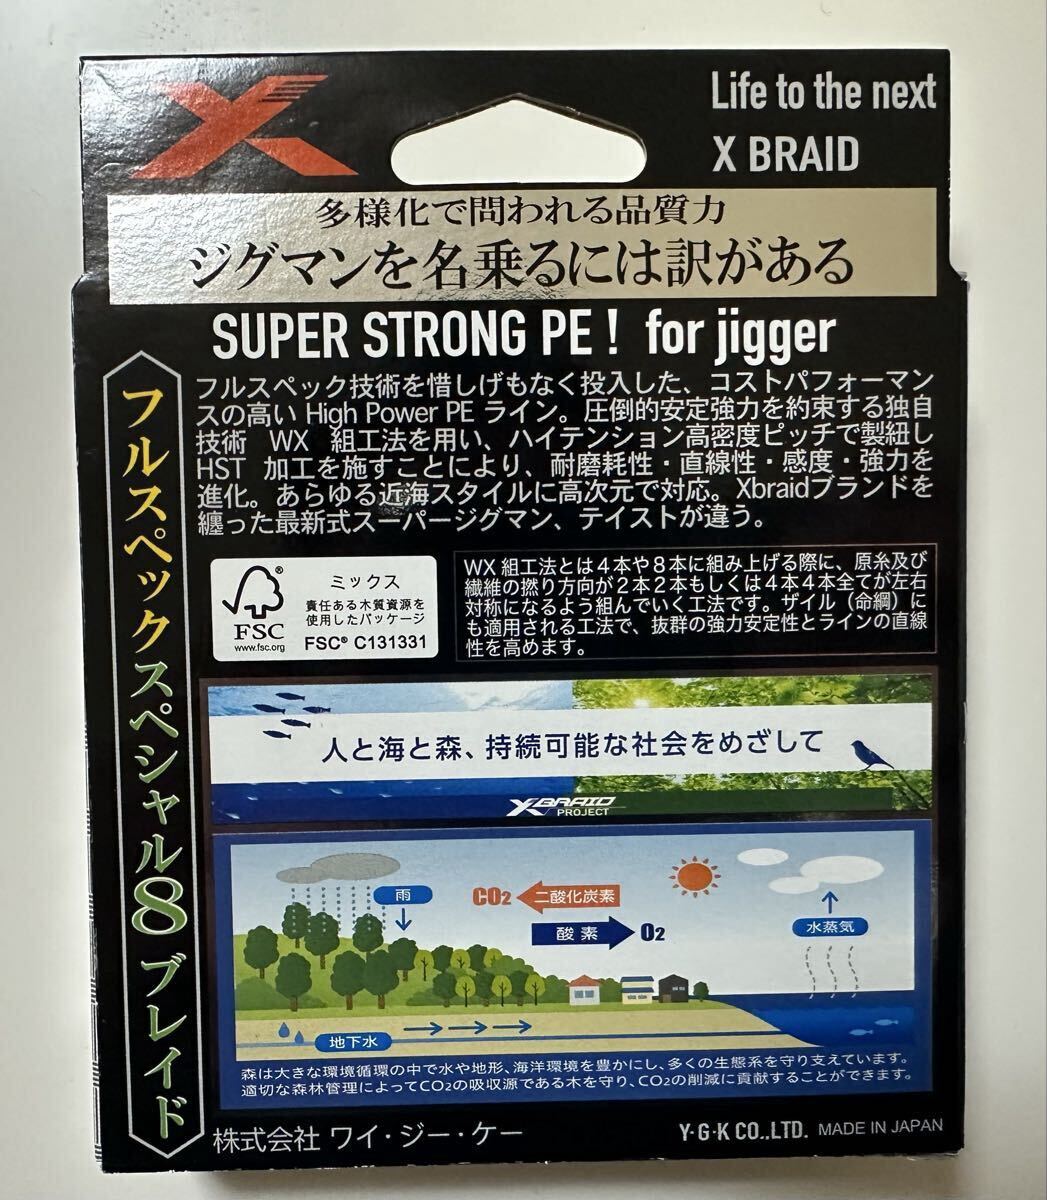 Life to the next
X BRAID
多様化で問われる品質力
ジグマンを名乗るには訳がある
SUPER STRONG PE! for jigger
フルスペックスペシャル8ブレイド
フルスペック技術を惜しげもなく投入した、コストパフォーマン
スの高い High Power PE ライン。圧倒的安定強力を約束する独自
技術 WX 組工法を用い、ハイテンション高密度ピッチで製紐し
HST 加工を施すことにより、耐磨耗性・直線性・感度・強力を
進化。あらゆる近海スタイルに高次元で対応。Xbraidブランドを
纏った最新式スーパージグマン、テイストが違う。
FSC®
www.fsc.org
ミックス
責任ある木質資源を
使用したパッケージ
FSC® C131331
WX 組工法とは4本や8本に組み上げる際に、原糸及び
繊維の撚り方向が2本2本もしくは4本4本全てが左右
対称になるよう組んでいく工法です。ザイル(命綱)に
も適用される工法で、抜群の強力安定性とラインの直線
性を高めます。
人と海と森、持続可能な社会をめざして
XBRAID
PROJECT
雨
CO2
二酸化炭素
酸素
O2
水蒸気
地下水
森は大きな環境循環の中で水や地形、海洋環境を豊かにし、多くの生態系を守り支えています。
適切な森林管理によってCO2の吸収源である木を守り、CO2の削減に貢献することができます。
株式会社 ワイ・ジー・ケー
Y・G・K CO.,LTD. MADE IN JAPAN